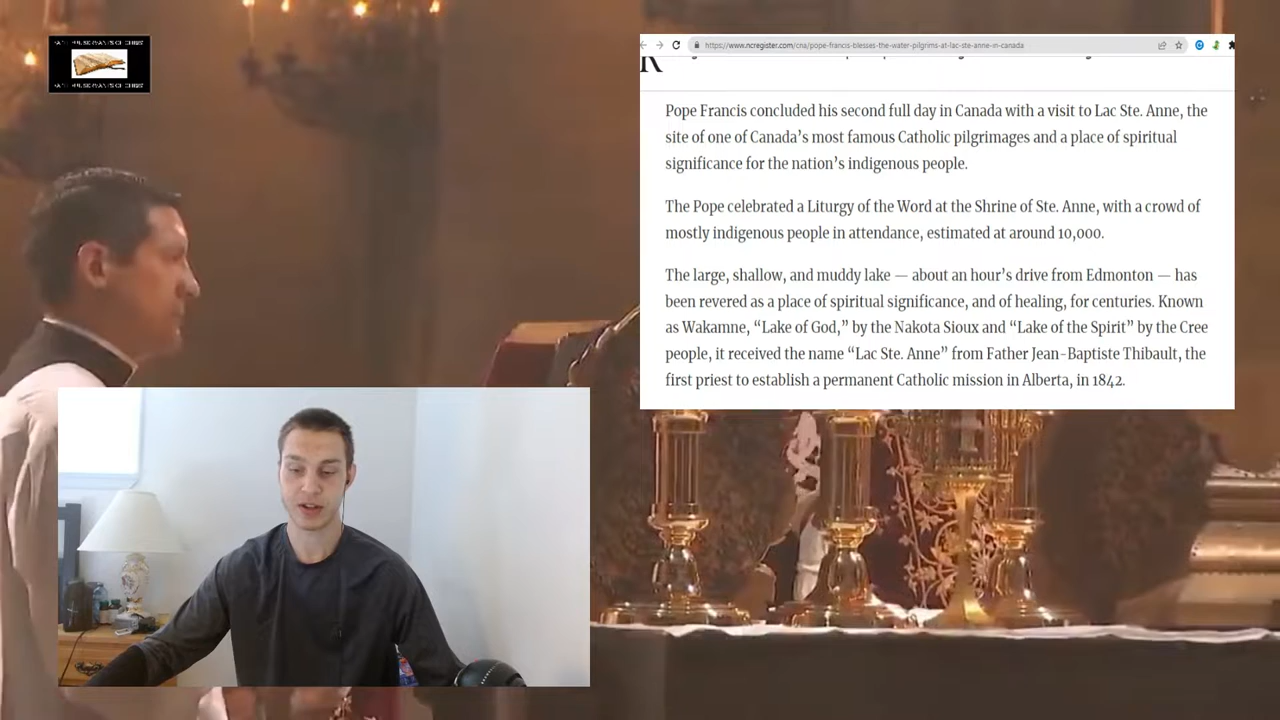 https://www.ncregister.com/cna/pope-francis-blesses-the-water-pilgrims-at-lac-ste-anne-in-canada
Pope Francis concluded his second full day in Canada with a visit to Lac Ste. Anne, the
site of one of Canada’s most famous Catholic pilgrimages and a place of spiritual
significance for the nation’s indigenous people.
The Pope celebrated a Liturgy of the Word at the Shrine of Ste. Anne, with a crowd of
mostly indigenous people in attendance, estimated at around 10,000.
The large, shallow, and muddy lake — about an hour’s drive from Edmonton — has
been revered as a place of spiritual significance, and of healing, for centuries. Known
as Wakamne, “Lake of God,” by the Nakota Sioux and “Lake of the Spirit” by the Cree
people, it received the name “Lac Ste. Anne” from Father Jean-Baptiste Thibault, the
first priest to establish a permanent Catholic mission in Alberta, in 1842.